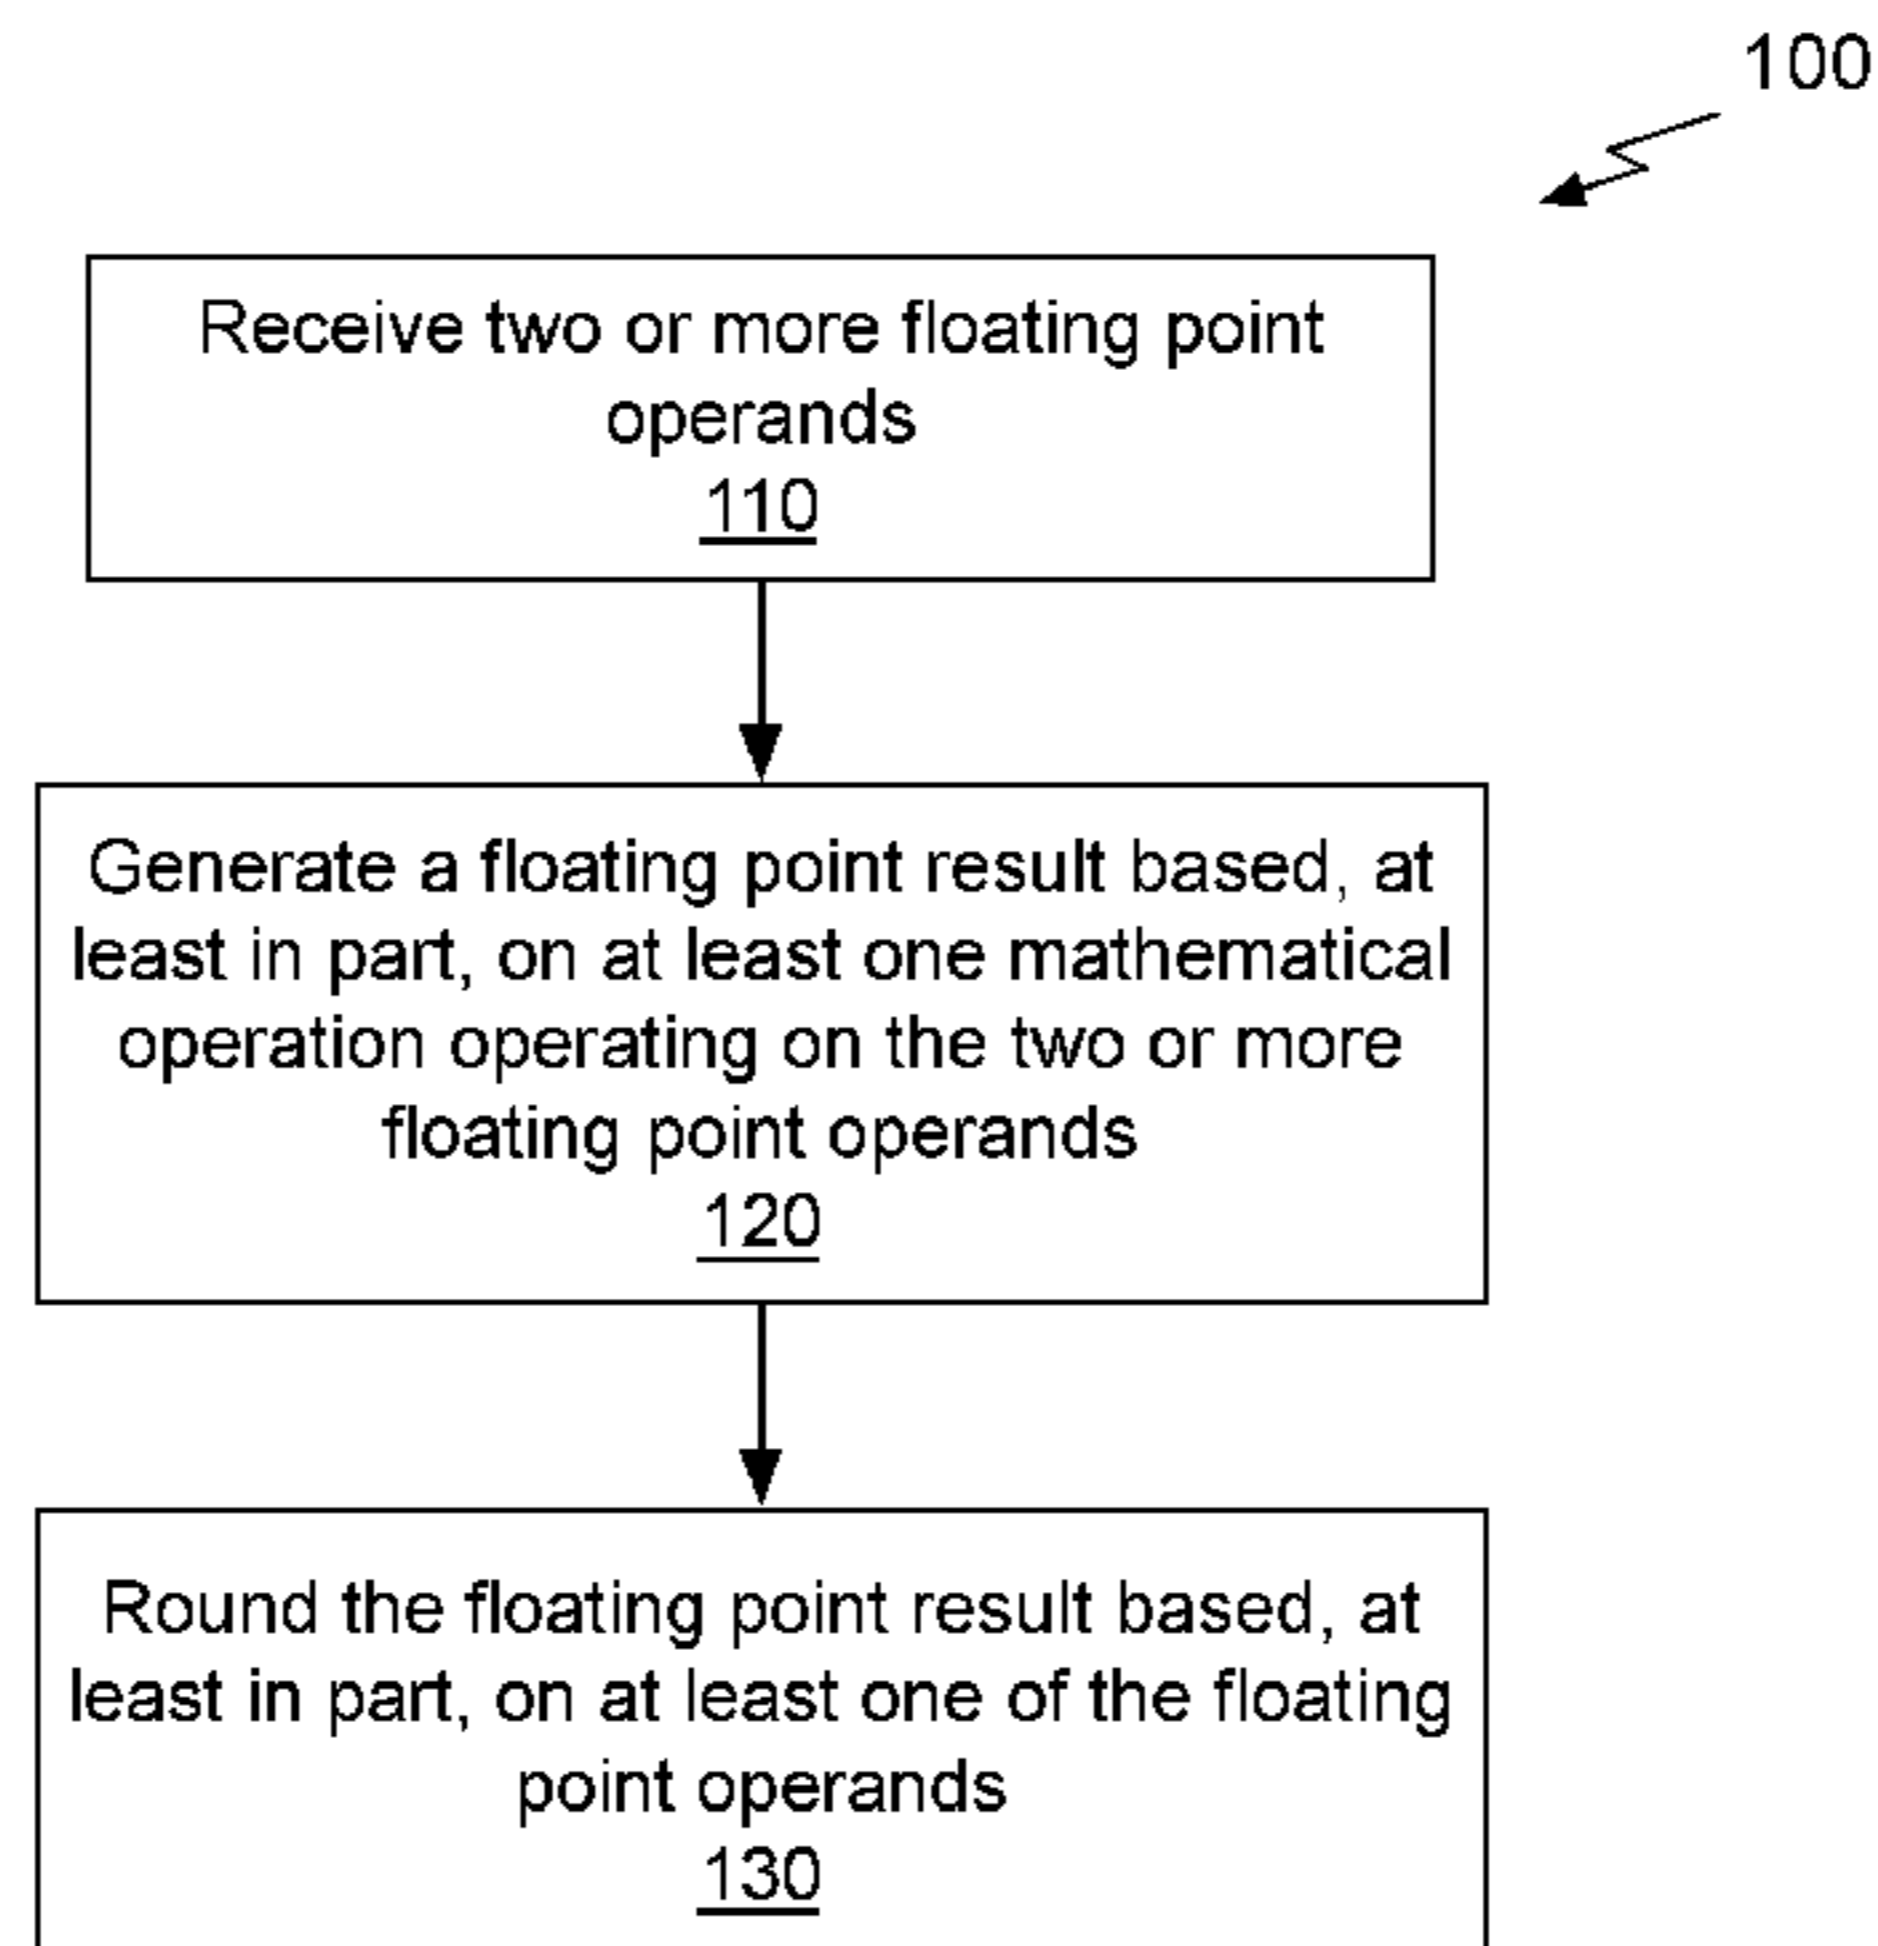 100
Receive two or more floating point
operands
110
Generate a floating point result based, at
least in part, on at least one mathematical
operation operating on the two or more
floating point operands
120
Round the floating point result based, at
least in part, on at least one of the floating
point operands
130